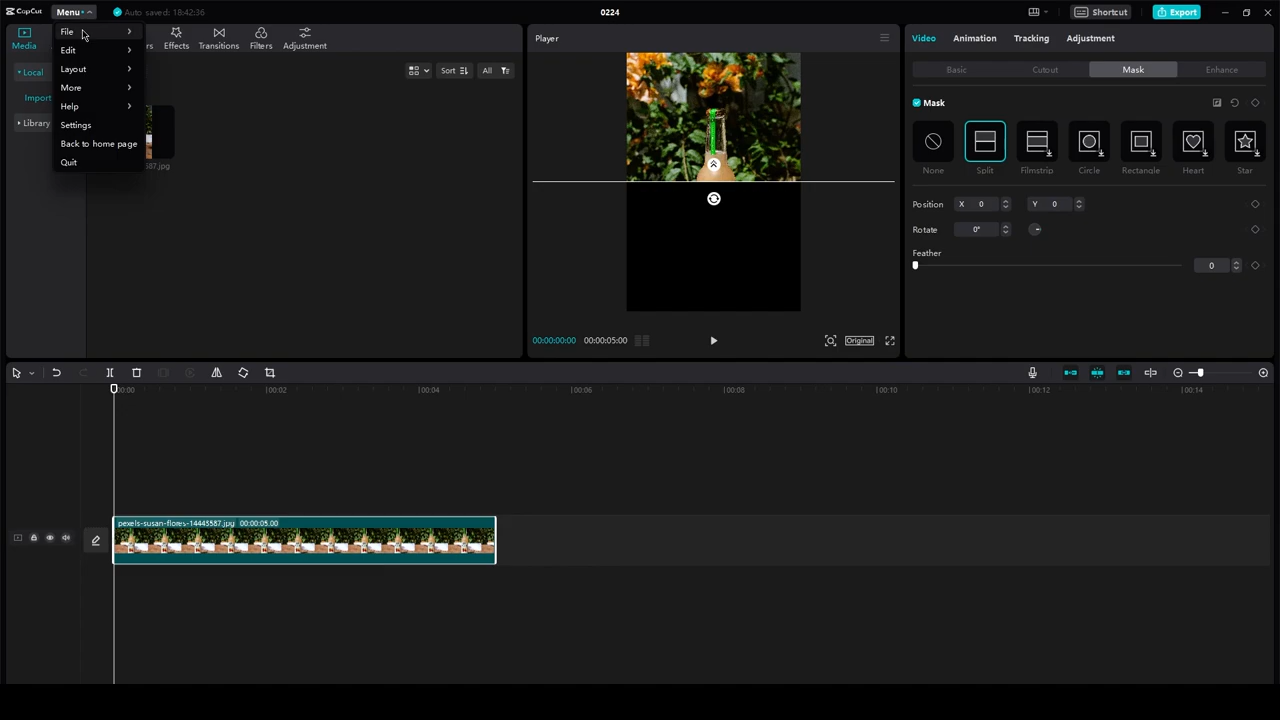 CapCut Menu Auto saved: 18:42:36 0224 Shortcut Export
File
Edit
Layout
More
Help
Settings
Back to home page
Quit
Media rs Effects Transitions Filters Adjustment
Local
Import
Library
Sort All
587.jpg
Player
00:00:00:00 00:00:05:00 Original
Video Animation Tracking Adjustment
Basic Cutout Mask Enhance
Mask
None Split Filmstrip Circle Rectangle Heart Star
Position X 0 Y 0
Rotate 0°
Feather
0
00:00 00:02 00:04 00:06 00:08 00:10 00:12 00:14
pexels-susan-flores-14445587.jpg 00:00:05:00